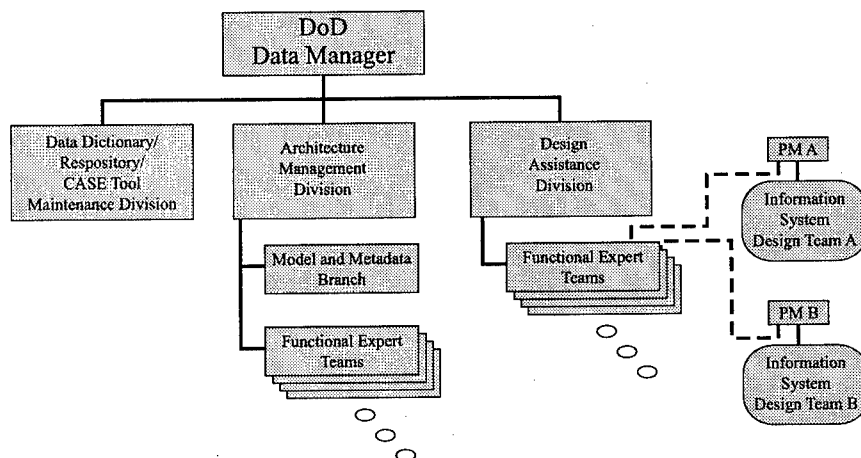 DoD
Data Manager
Data Dictionary/
Respository/
CASE Tool
Maintenance Division
Architecture
Management
Division
Design
Assistance
Division
Model and Metadata
Branch
Functional Expert
Teams
Functional Expert
Teams
PM A
Information
System
Design Team A
PM B
Information
System
Design Team B